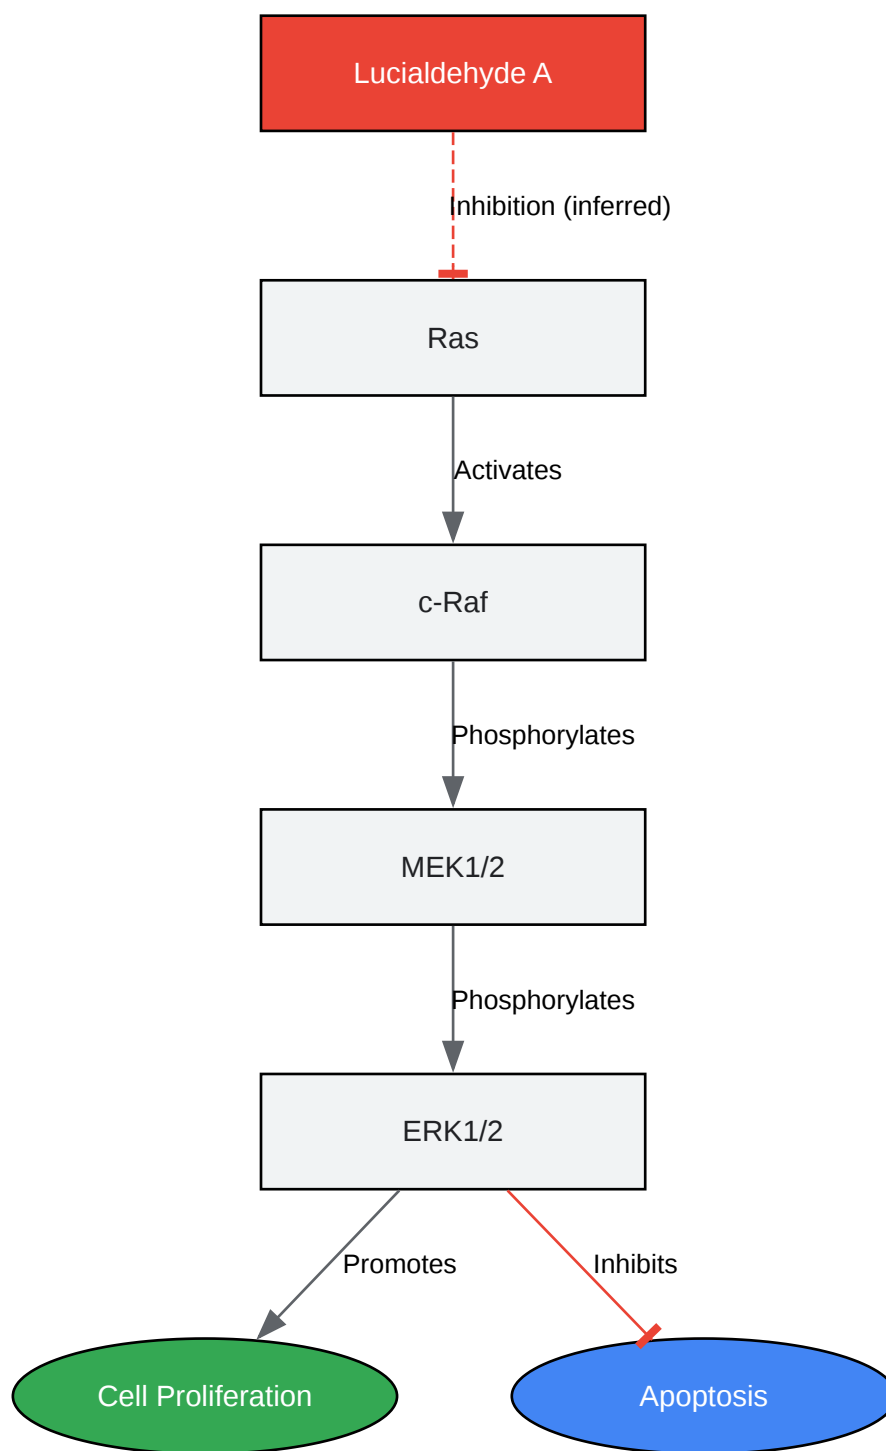 Lucialdehyde A
Inhibition (inferred)
Ras
Activates
c-Raf
Phosphorylates
MEK1/2
Phosphorylates
ERK1/2
Promotes
Inhibits
Cell Proliferation
Apoptosis